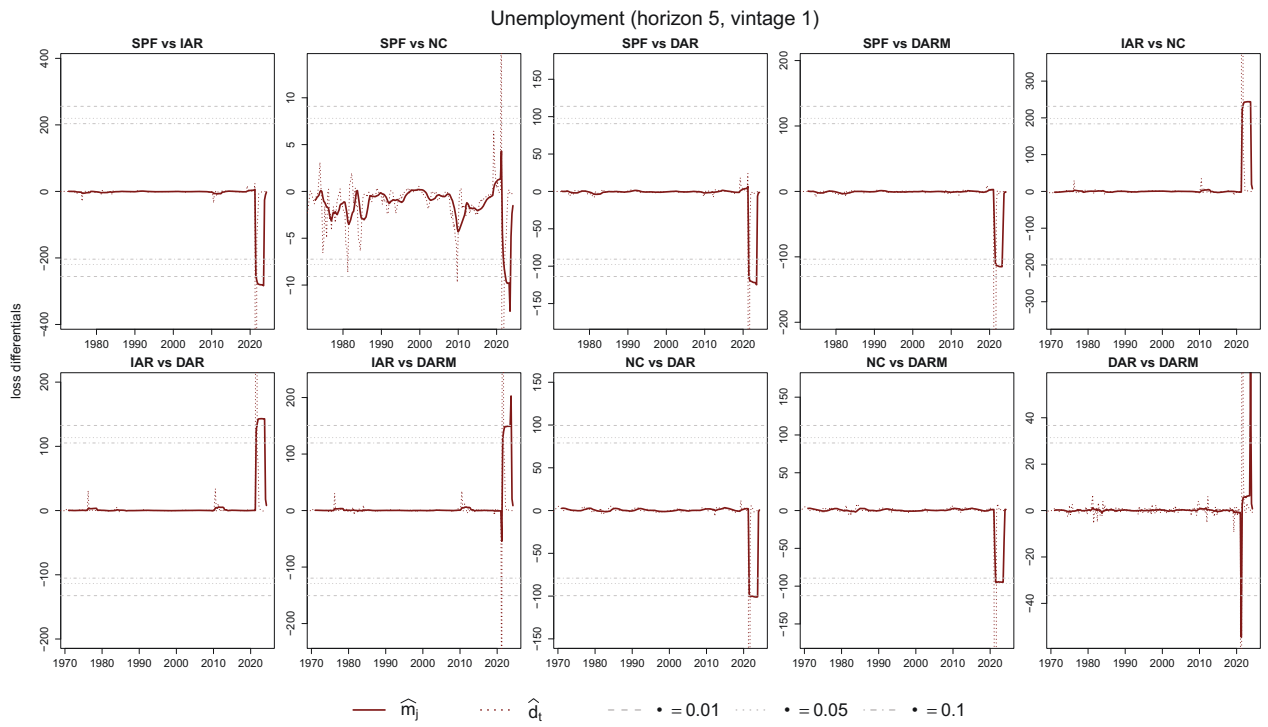 Unemployment (horizon 5, vintage 1)
SPF vs IAR
SPF vs NC
SPF vs DAR
SPF vs DARM
IAR vs NC
400
200
0
−200
−400
10
5
0
−5
−10
150
100
50
0
−50
−100
−150
200
100
0
−100
−200
300
200
100
0
−100
−200
−300
1980 1990 2000 2010 2020
1980 1990 2000 2010 2020
1980 1990 2000 2010 2020
1980 1990 2000 2010 2020
1970 1980 1990 2000 2010 2020
loss differentials
IAR vs DAR
IAR vs DARM
NC vs DAR
NC vs DARM
DAR vs DARM
200
100
0
−100
−200
200
150
100
50
0
−50
−100
−200
150
100
50
0
−50
−100
−150
150
100
50
0
−50
−100
−150
40
20
0
−20
−40
1970 1980 1990 2000 2010 2020
1970 1980 1990 2000 2010 2020
1970 1980 1990 2000 2010 2020
1970 1980 1990 2000 2010 2020
1970 1980 1990 2000 2010 2020
m̂j d̂t • = 0.01 • = 0.05 • = 0.1